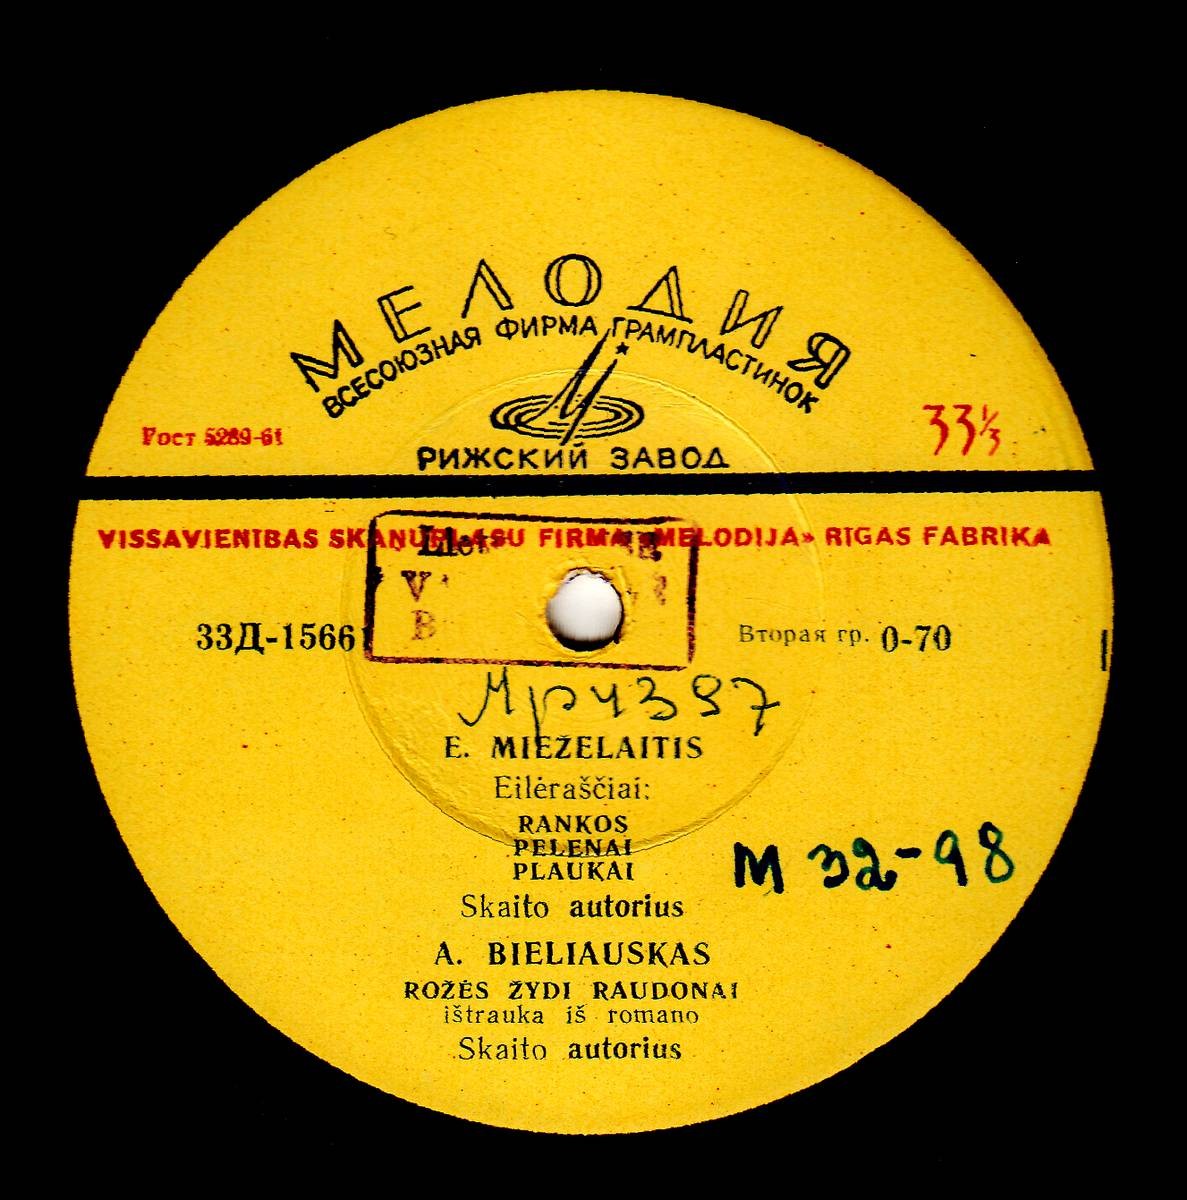 МЕЛОДИЯ
ВСЕСОЮЗНАЯ ФИРМА ГРАМПЛАСТИНОК
Гост 5289-61
33⅓
РИЖСКИЙ ЗАВОД
VISSAVIENIBAS SKAŅUPLAŠU FIRMA «MELODIJA» RIGAS FABRIKA
33Д-1566
Вторая гр. 0-70
E. MIEŽELAITIS
Eilėraščiai:
RANKOS
PELENAI
PLAUKAI
M 32-98
Skaito autorius
A. BIELIAUSKAS
ROŽĖS ŽYDI RAUDONAI
ištrauka iš romano
Skaito autorius